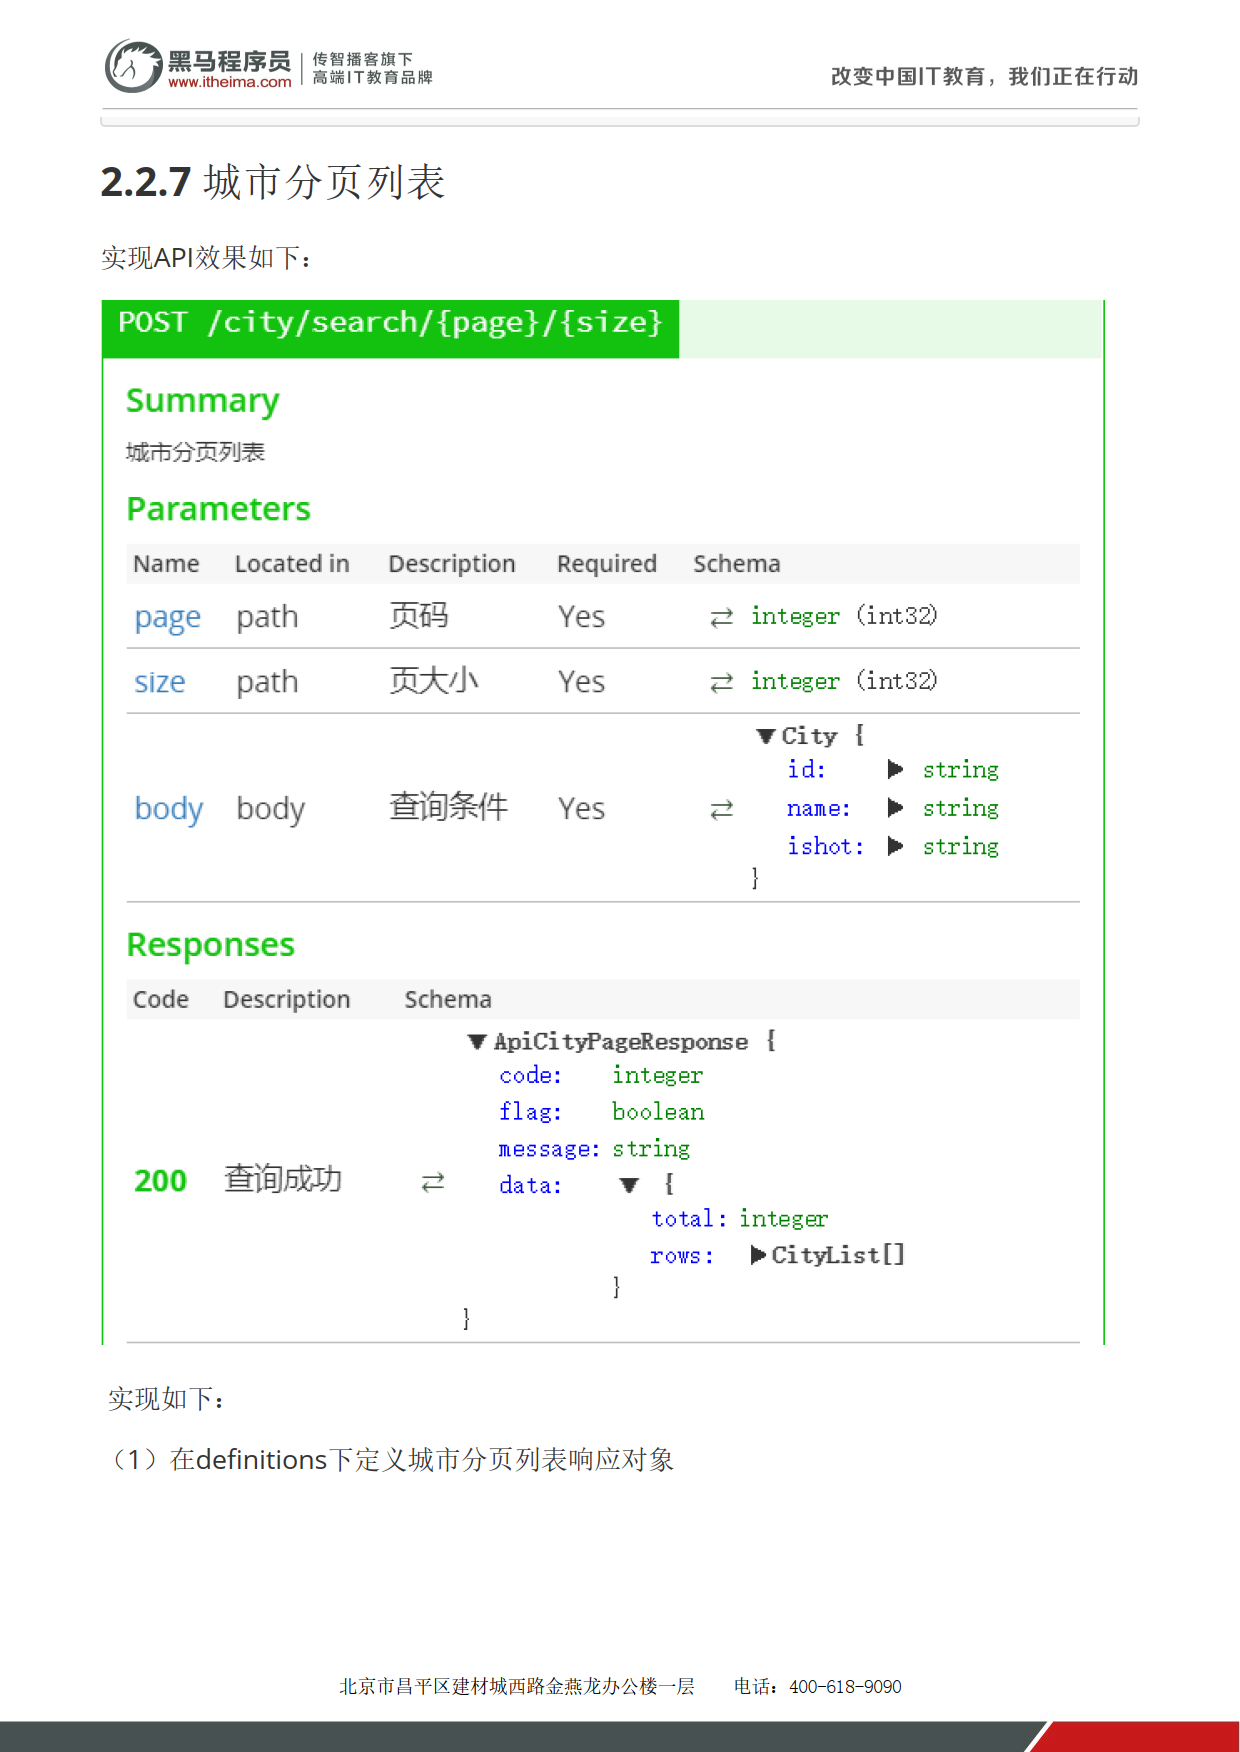 黑马程序员
www.itheima.com
传智播客旗下
高端IT教育品牌
改变中国IT教育，我们正在行动
2.2.7 城市分页列表
实现API效果如下：
POST /city/search/{page}/{size}
Summary
城市分页列表
Parameters
Name Located in Description Required Schema
page path 页码 Yes ⇄ integer (int32)
size path 页大小 Yes ⇄ integer (int32)
▼City {
id: ▶ string
name: ▶ string
body body 查询条件 Yes ⇄
ishot: ▶ string
}
Responses
Code Description Schema
▼ApiCityPageResponse {
code: integer
flag: boolean
message: string
200 查询成功 ⇄
data: ▼ {
total: integer
rows: ▶CityList[]
}
}
实现如下：
（1）在definitions下定义城市分页列表响应对象
北京市昌平区建材城西路金燕龙办公楼一层 电话：400-618-9090